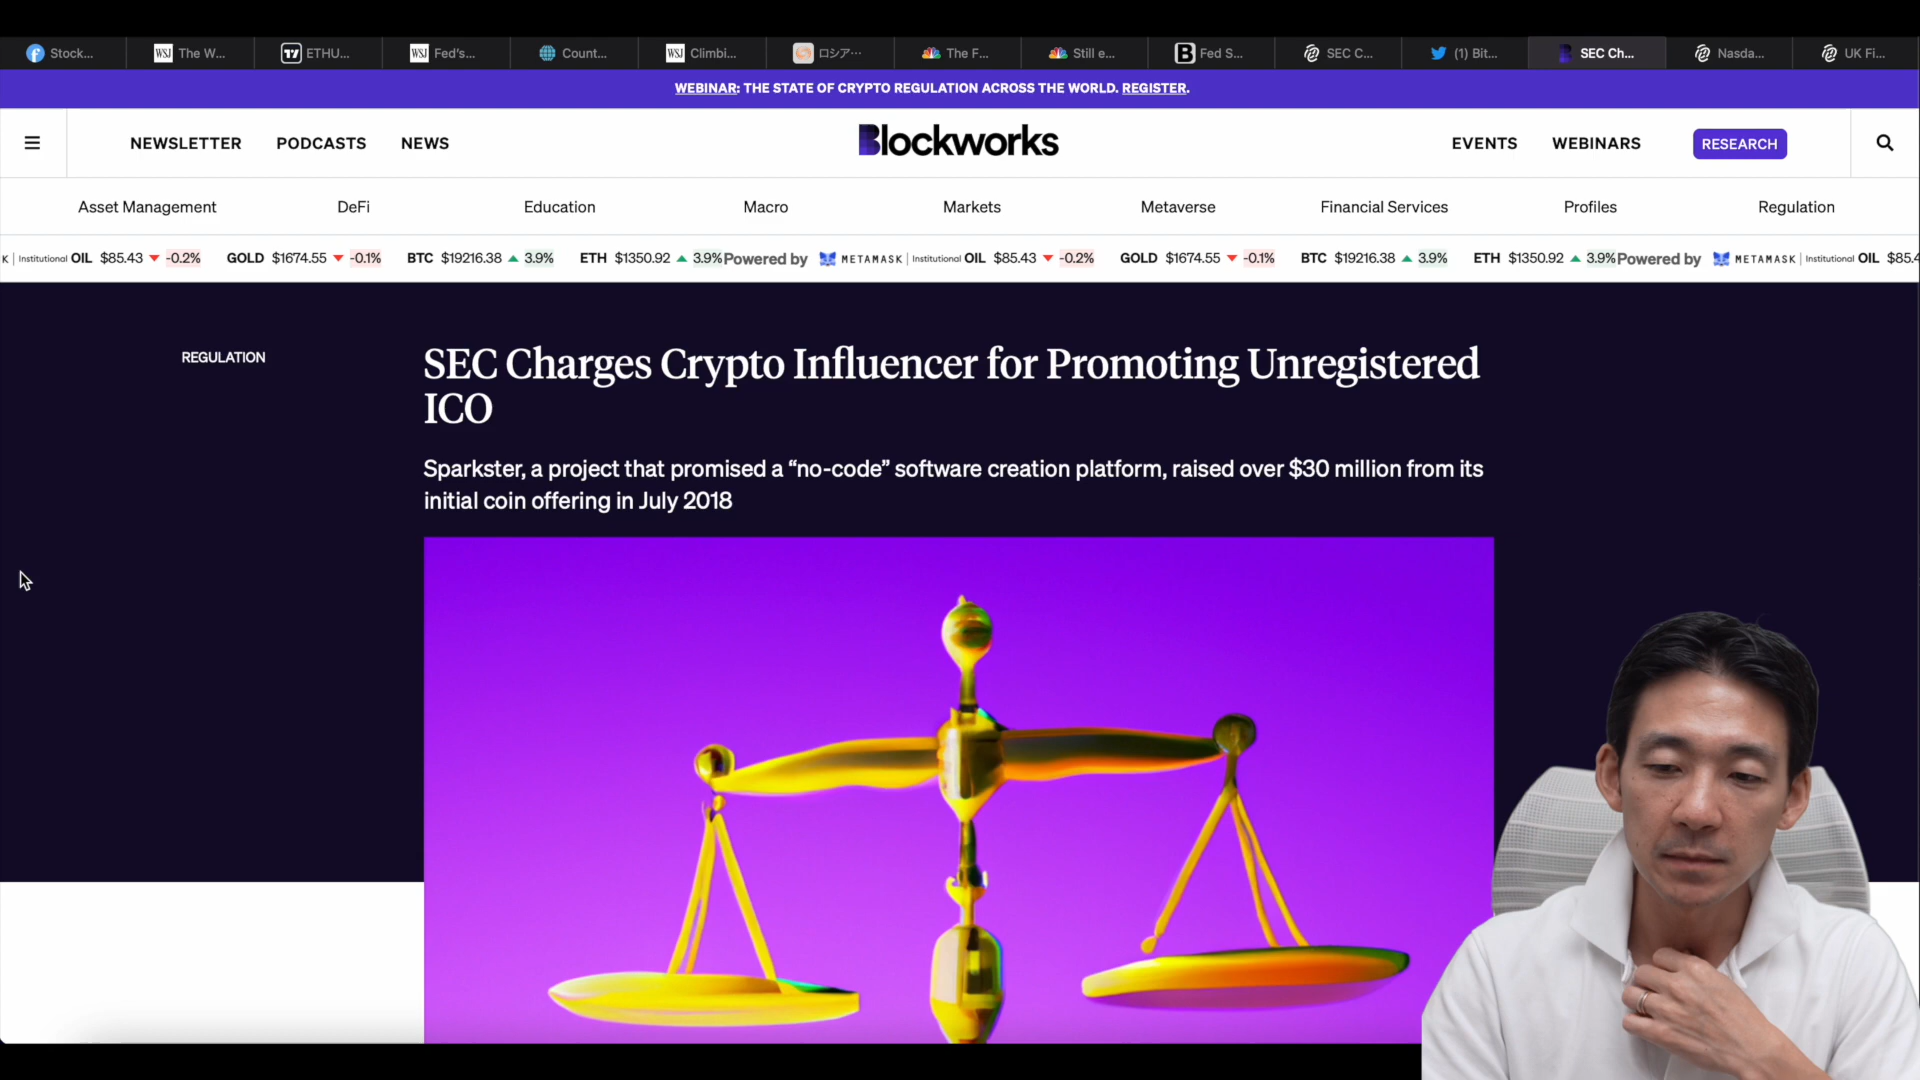 Stock...
The W...
ETHU...
Fed's...
Count...
Climbi...
ロシア…
The F...
Still e...
Fed S...
SEC C...
(1) Bit...
SEC Ch...
Nasda...
UK Fi...
WEBINAR: THE STATE OF CRYPTO REGULATION ACROSS THE WORLD. REGISTER.
NEWSLETTER PODCASTS NEWS
Blockworks
EVENTS WEBINARS RESEARCH
Asset Management DeFi Education Macro Markets Metaverse Financial Services Profiles Regulation
K | Institutional OIL $85.43 -0.2% GOLD $1674.55 -0.1% BTC $19216.38 3.9% ETH $1350.92 3.9% Powered by METAMASK | Institutional OIL $85.43 -0.2% GOLD $1674.55 -0.1% BTC $19216.38 3.9% ETH $1350.92 3.9% Powered by METAMASK | Institutional OIL $85.4
REGULATION
SEC Charges Crypto Influencer for Promoting Unregistered
ICO
Sparkster, a project that promised a “no-code” software creation platform, raised over $30 million from its
initial coin offering in July 2018